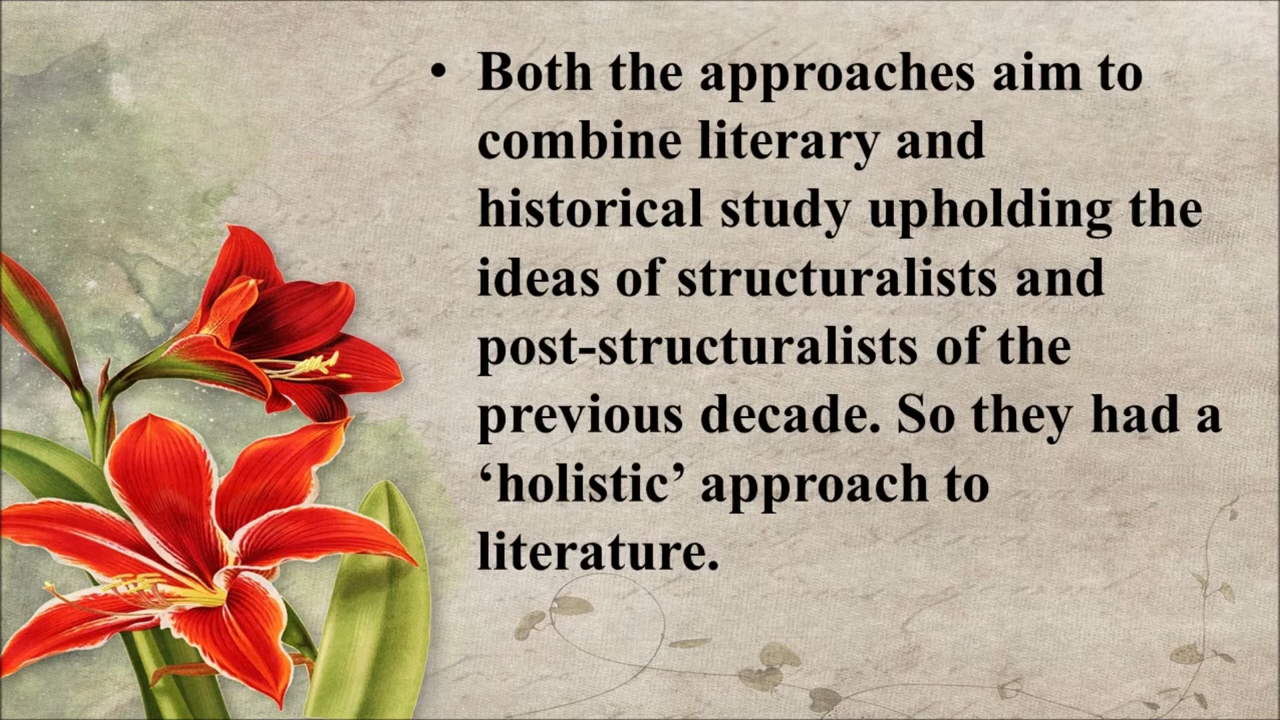 • Both the approaches aim to
combine literary and
historical study upholding the
ideas of structuralists and
post-structuralists of the
previous decade. So they had a
‘holistic’ approach to
literature.